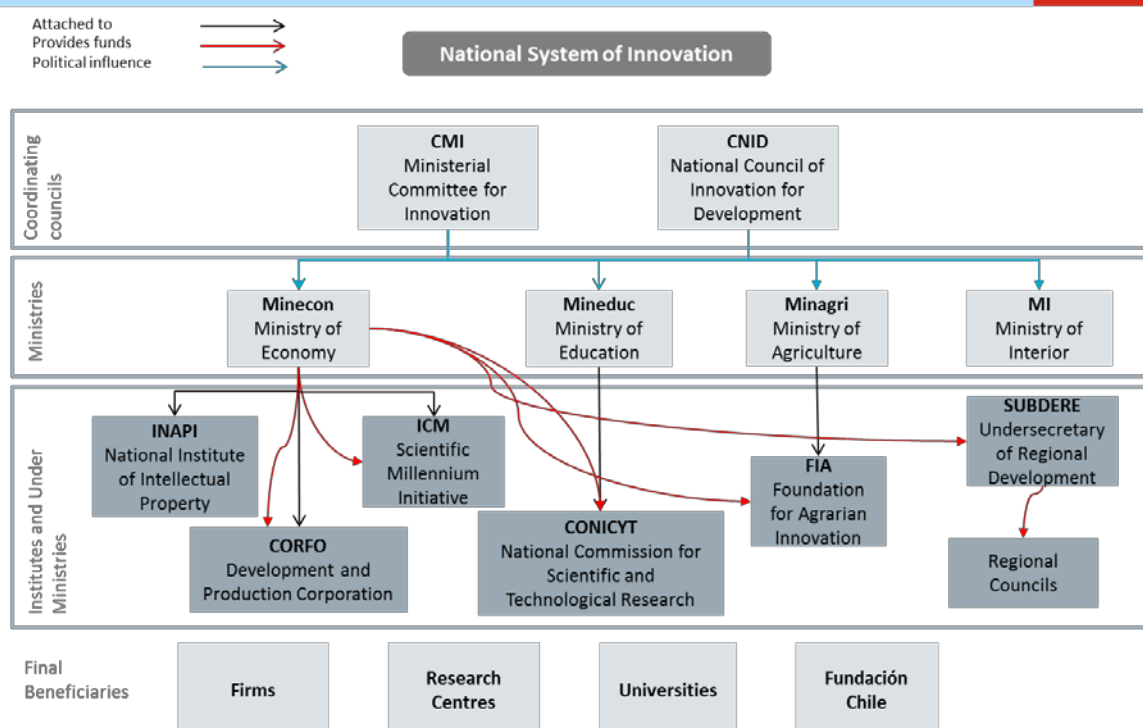 Attached to
Provides funds
Political influence
National System of Innovation
Coordinating
councils
CMI
Ministerial
Committee for
Innovation
CNID
National Council of
Innovation for
Development
Ministries
Minecon
Ministry of
Economy
Mineduc
Ministry of
Education
Minagri
Ministry of
Agriculture
MI
Ministry of
Interior
Institutes and Under
Ministries
INAPI
National Institute
of Intellectual
Property
ICM
Scientific
Millennium
Initiative
SUBDERE
Undersecretary
of Regional
Development
FIA
Foundation
for Agrarian
Innovation
CORFO
Development and
Production Corporation
CONICYT
National Commission for
Scientific and
Technological Research
Regional
Councils
Final
Beneficiaries
Firms
Research
Centres
Universities
Fundación
Chile